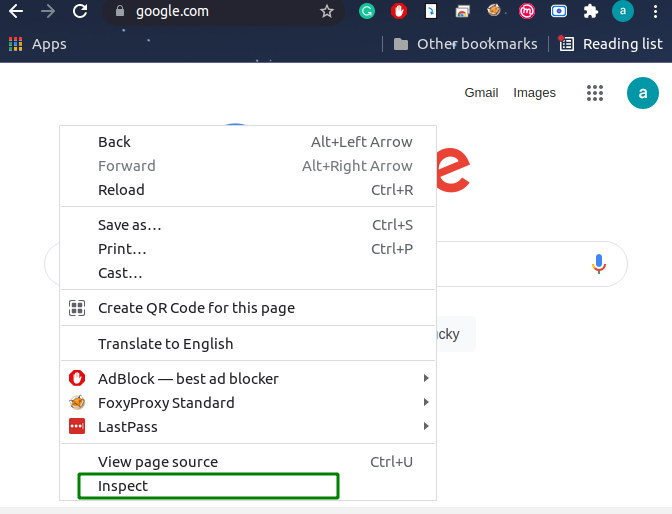 google.com
a
Apps
Other bookmarks
Reading list
Gmail
Images
a
e
Back Alt+Left Arrow
Forward Alt+Right Arrow
Reload Ctrl+R
Save as… Ctrl+S
Print… Ctrl+P
Cast…
Create QR Code for this page
cky
Translate to English
AdBlock — best ad blocker
FoxyProxy Standard
LastPass
View page source Ctrl+U
Inspect